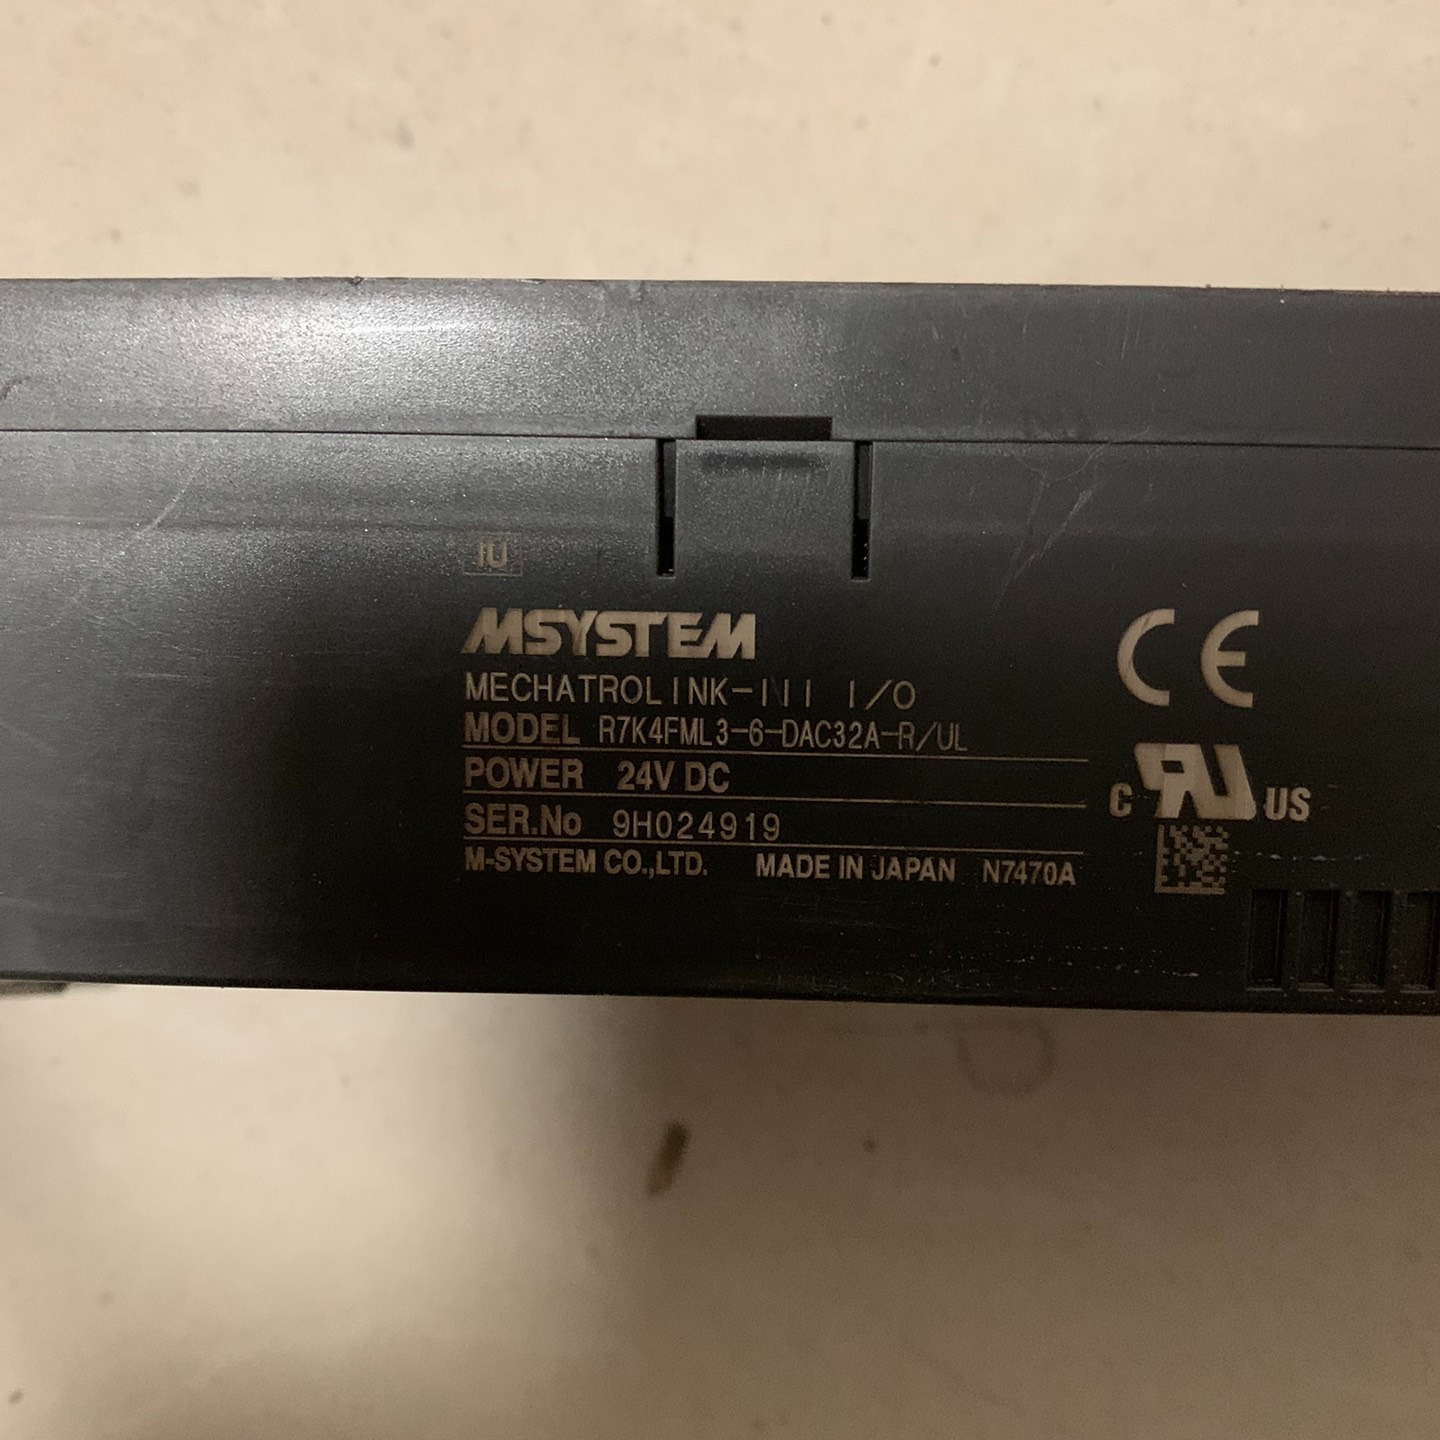 IU
MSYSTEM
MECHATROLINK-III I/O
MODEL R7K4FML3-6-DAC32A-R/UL
POWER 24V DC
SER.No 9H024919
M-SYSTEM CO.,LTD. MADE IN JAPAN N7470A
CE
C RU US